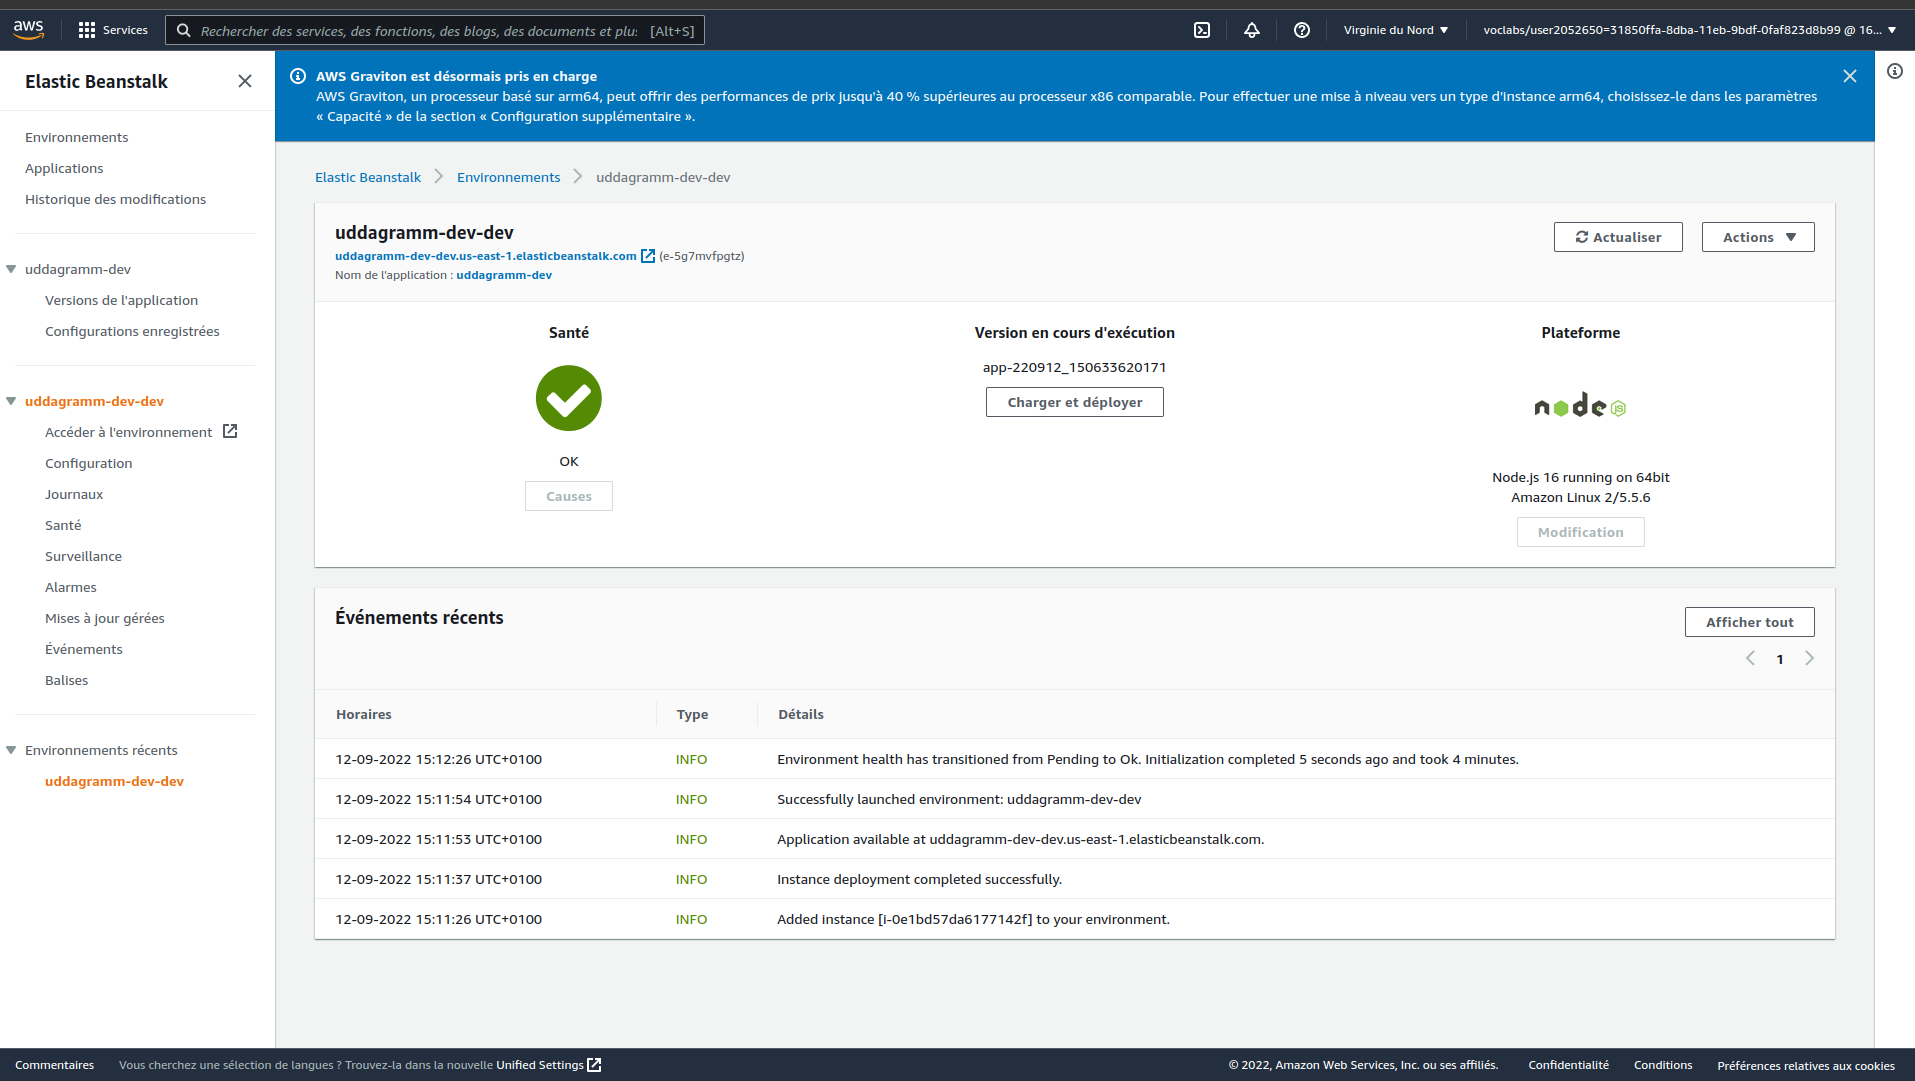 aws
Services
Rechercher des services, des fonctions, des blogs, des documents et plu: [Alt+S]
Virginie du Nord
voclabs/user2052650=31850ffa-8dba-11eb-9bdf-0faf823d8b99 @ 16...
Elastic Beanstalk
Environnements
Applications
Historique des modifications
uddagramm-dev
Versions de l'application
Configurations enregistrées
uddagramm-dev-dev
Accéder à l'environnement
Configuration
Journaux
Santé
Surveillance
Alarmes
Mises à jour gérées
Événements
Balises
Environnements récents
uddagramm-dev-dev
AWS Graviton est désormais pris en charge
AWS Graviton, un processeur basé sur arm64, peut offrir des performances de prix jusqu'à 40 % supérieures au processeur x86 comparable. Pour effectuer une mise à niveau vers un type d'instance arm64, choisissez-le dans les paramètres
« Capacité » de la section « Configuration supplémentaire ».
Elastic Beanstalk > Environnements > uddagramm-dev-dev
uddagramm-dev-dev
uddagramm-dev-dev.us-east-1.elasticbeanstalk.com (e-5g7mvfpgtz)
Nom de l'application : uddagramm-dev
Actualiser
Actions
Santé
OK
Causes
Version en cours d'exécution
app-220912_150633620171
Charger et déployer
Plateforme
node JS
Node.js 16 running on 64bit
Amazon Linux 2/5.5.6
Modification
Événements récents
Afficher tout
1
Horaires Type Détails
12-09-2022 15:12:26 UTC+0100 INFO Environment health has transitioned from Pending to Ok. Initialization completed 5 seconds ago and took 4 minutes.
12-09-2022 15:11:54 UTC+0100 INFO Successfully launched environment: uddagramm-dev-dev
12-09-2022 15:11:53 UTC+0100 INFO Application available at uddagramm-dev-dev.us-east-1.elasticbeanstalk.com.
12-09-2022 15:11:37 UTC+0100 INFO Instance deployment completed successfully.
12-09-2022 15:11:26 UTC+0100 INFO Added instance [i-0e1bd57da6177142f] to your environment.
Commentaires
Vous cherchez une sélection de langues ? Trouvez-la dans la nouvelle Unified Settings
© 2022, Amazon Web Services, Inc. ou ses affiliés.
Confidentialité
Conditions
Préférences relatives aux cookies